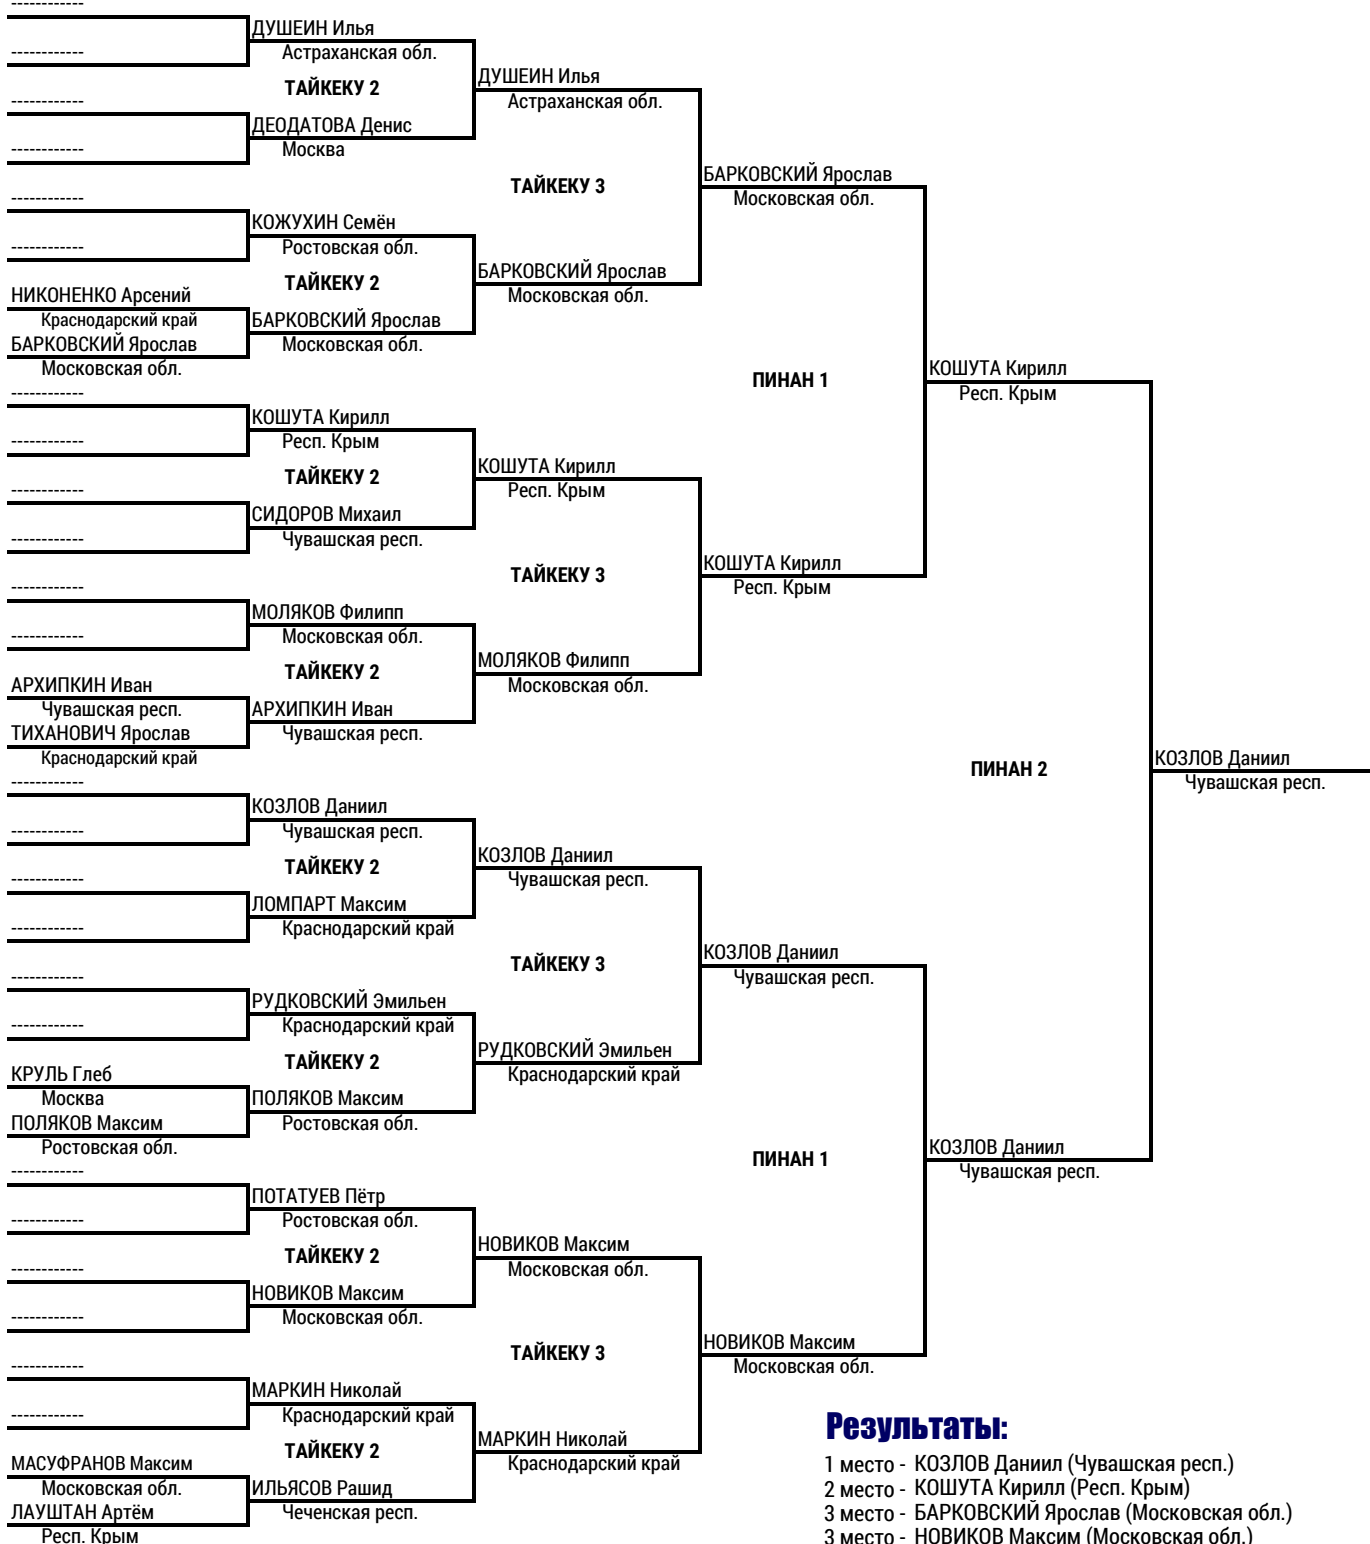 ------------
------------
ДУШЕИН Илья
Астраханская обл.
ТАЙКЕКУ 2
------------
------------
ДЕОДАТОВА Денис
Москва
ДУШЕИН Илья
Астраханская обл.
ТАЙКЕКУ 3
------------
------------
КОЖУХИН Семён
Ростовская обл.
ТАЙКЕКУ 2
НИКОНЕНКО Арсений
Краснодарский край
БАРКОВСКИЙ Ярослав
Московская обл.
БАРКОВСКИЙ Ярослав
Московская обл.
БАРКОВСКИЙ Ярослав
Московская обл.
БАРКОВСКИЙ Ярослав
Московская обл.
ПИНАН 1
------------
------------
КОШУТА Кирилл
Респ. Крым
ТАЙКЕКУ 2
------------
------------
СИДОРОВ Михаил
Чувашская респ.
КОШУТА Кирилл
Респ. Крым
ТАЙКЕКУ 3
------------
------------
МОЛЯКОВ Филипп
Московская обл.
ТАЙКЕКУ 2
АРХИПКИН Иван
Чувашская респ.
ТИХАНОВИЧ Ярослав
Краснодарский край
АРХИПКИН Иван
Чувашская респ.
МОЛЯКОВ Филипп
Московская обл.
КОШУТА Кирилл
Респ. Крым
КОШУТА Кирилл
Респ. Крым
ПИНАН 2
КОЗЛОВ Даниил
Чувашская респ.
------------
------------
КОЗЛОВ Даниил
Чувашская респ.
ТАЙКЕКУ 2
------------
------------
ЛОМПАРТ Максим
Краснодарский край
КОЗЛОВ Даниил
Чувашская респ.
ТАЙКЕКУ 3
------------
------------
РУДКОВСКИЙ Эмильен
Краснодарский край
ТАЙКЕКУ 2
КРУЛЬ Глеб
Москва
ПОЛЯКОВ Максим
Ростовская обл.
ПОЛЯКОВ Максим
Ростовская обл.
РУДКОВСКИЙ Эмильен
Краснодарский край
КОЗЛОВ Даниил
Чувашская респ.
ПИНАН 1
КОЗЛОВ Даниил
Чувашская респ.
------------
------------
ПОТАТУЕВ Пётр
Ростовская обл.
ТАЙКЕКУ 2
------------
------------
НОВИКОВ Максим
Московская обл.
НОВИКОВ Максим
Московская обл.
ТАЙКЕКУ 3
------------
------------
МАРКИН Николай
Краснодарский край
ТАЙКЕКУ 2
МАСУФРАНОВ Максим
Московская обл.
ЛАУШТАН Артём
Респ. Крым
ИЛЬЯСОВ Рашид
Чеченская респ.
МАРКИН Николай
Краснодарский край
НОВИКОВ Максим
Московская обл.
Результаты:
1 место - КОЗЛОВ Даниил (Чувашская респ.)
2 место - КОШУТА Кирилл (Респ. Крым)
3 место - БАРКОВСКИЙ Ярослав (Московская обл.)
3 место - НОВИКОВ Максим (Московская обл.)